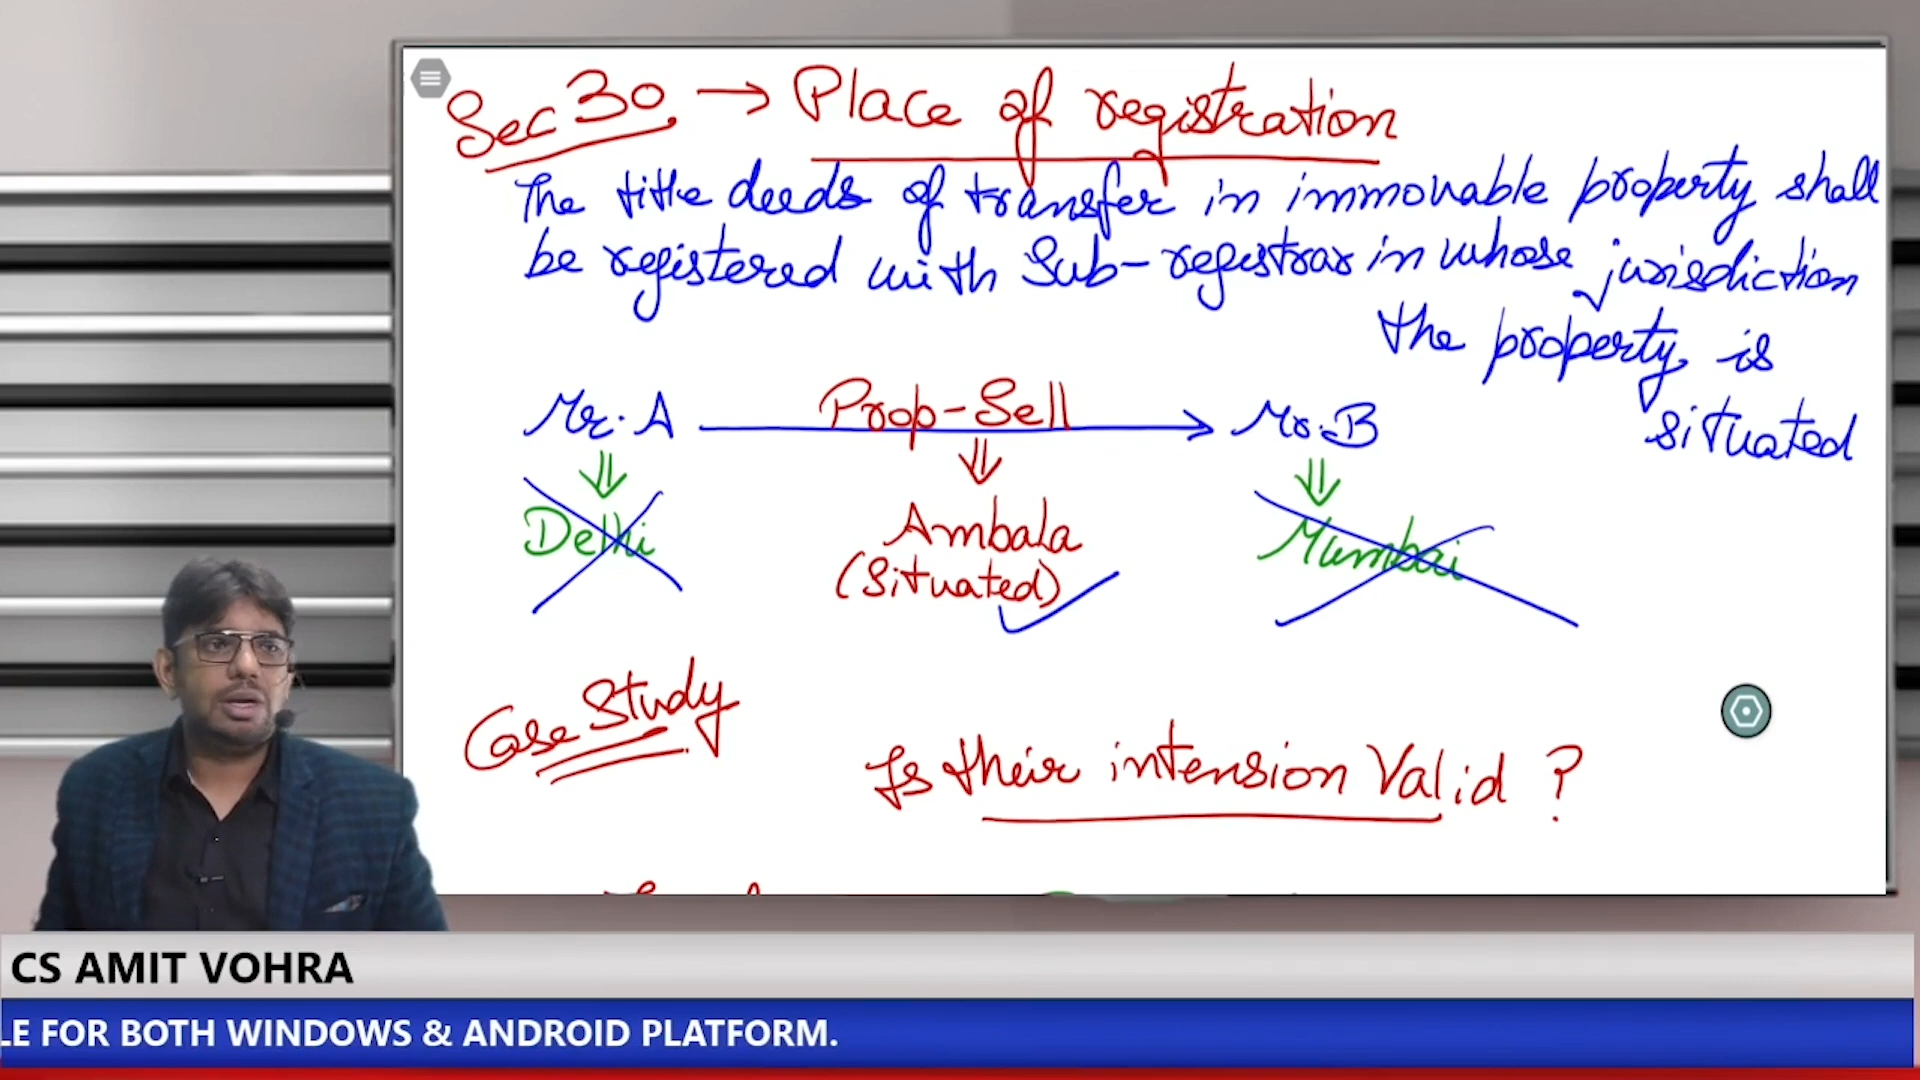 Sec 30 → Place of registration
The title deeds of transfer in immovable property shall
be registered with Sub-registrar in whose jurisdiction
the property is
situated
Mr. A Prop-Sell Mr. B
Delhi Ambala Mumbai
(Situated)
Case Study
Is their intension Valid ?
CS AMIT VOHRA
LE FOR BOTH WINDOWS & ANDROID PLATFORM.